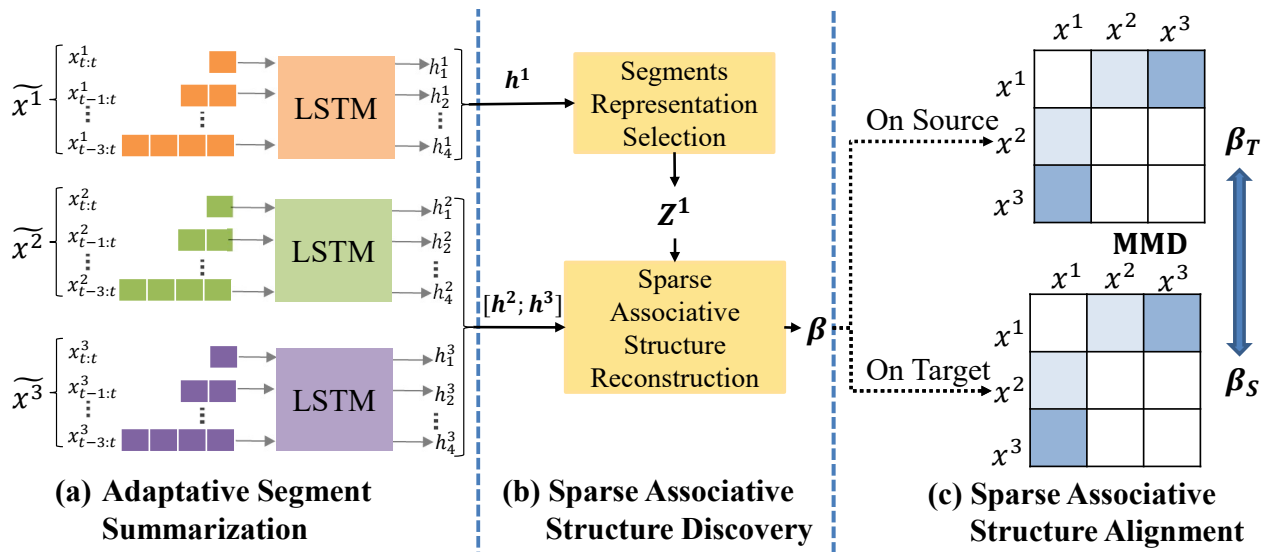 x̃¹
x¹ₜ:ₜ
x¹ₜ₋₁:ₜ
⋮
x¹ₜ₋₃:ₜ
⋮
LSTM
h¹₁
h¹₂
⋮
h¹₄
x̃²
x²ₜ:ₜ
x²ₜ₋₁:ₜ
⋮
x²ₜ₋₃:ₜ
⋮
LSTM
h²₁
h²₂
⋮
h²₄
x̃³
x³ₜ:ₜ
x³ₜ₋₁:ₜ
⋮
x³ₜ₋₃:ₜ
⋮
LSTM
h³₁
h³₂
⋮
h³₄
(a) Adaptative Segment
Summarization
h¹
Segments
Representation
Selection
Z¹
[h²; h³]
Sparse
Associative
Structure
Reconstruction
β
(b) Sparse Associative
Structure Discovery
On Source
On Target
x¹ x² x³
x¹
x²
x³
MMD
x¹ x² x³
x¹
x²
x³
β_T
β_S
(c) Sparse Associative
Structure Alignment